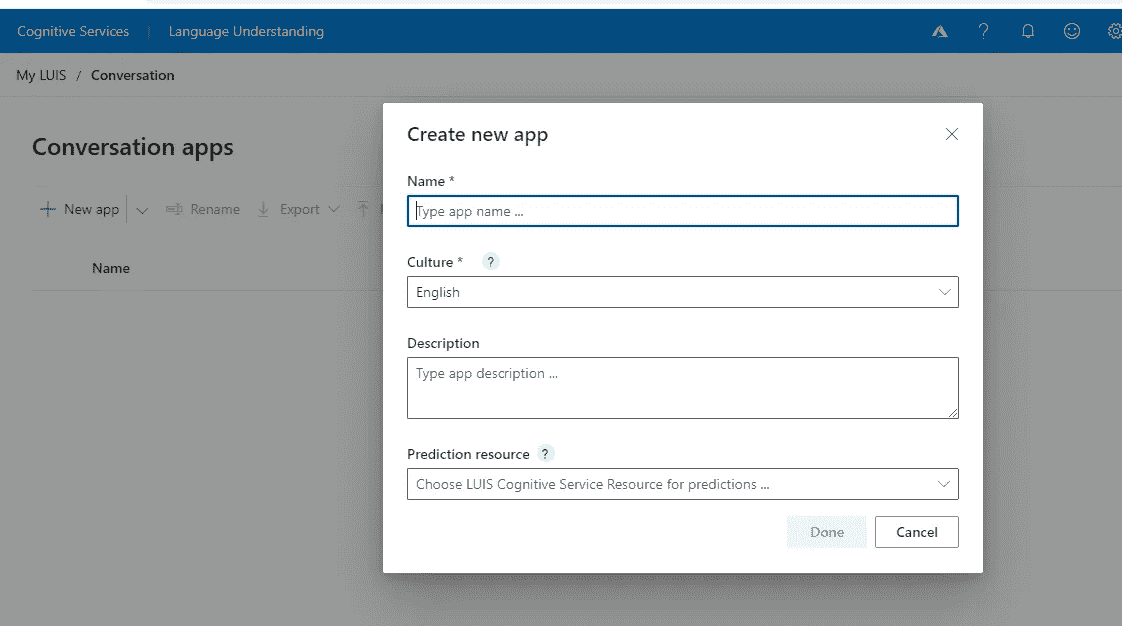 Cognitive Services | Language Understanding ?
My LUIS / Conversation
Conversation apps
New app Rename Export
Name
Create new app
Name *
Type app name ...
Culture * ?
English
Description
Type app description ...
Prediction resource ?
Choose LUIS Cognitive Service Resource for predictions ...
Done Cancel